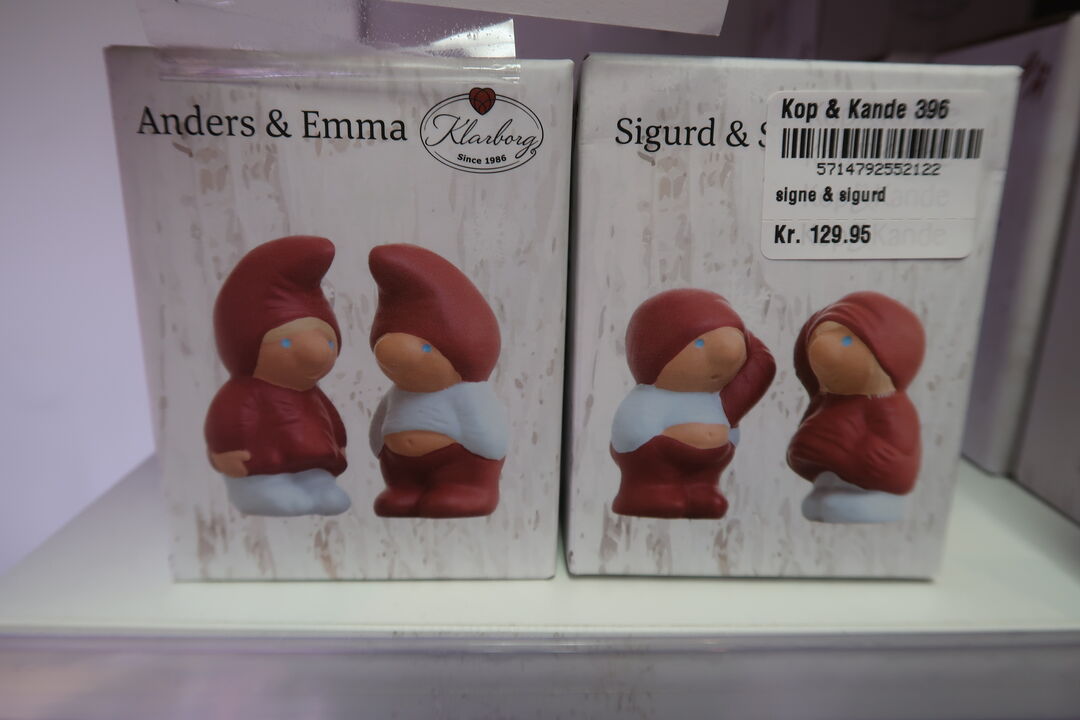 Anders & Emma
Klarborg
Since 1986
Sigurd & S
Kop & Kande 396
5714792552122
signe & sigurd
Kr. 129.95